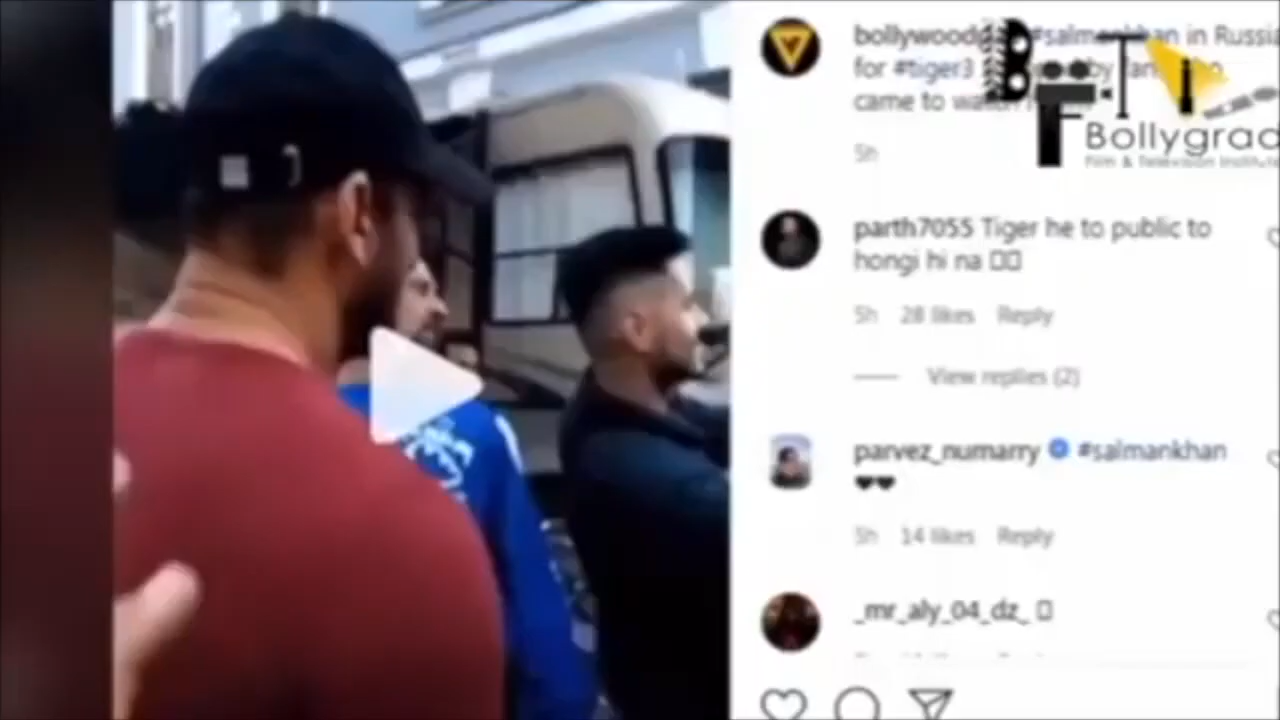 #salmankhan in Russia
for #tiger3 by
came to
5h
Bollygrad
Film & Television Institute
parth7055 Tiger he to public to
hongi hi na
5h 28 likes Reply
View replies (2)
parvez_numarry #salmankhan
5h 14 likes Reply
_mr_aly_04_dz_